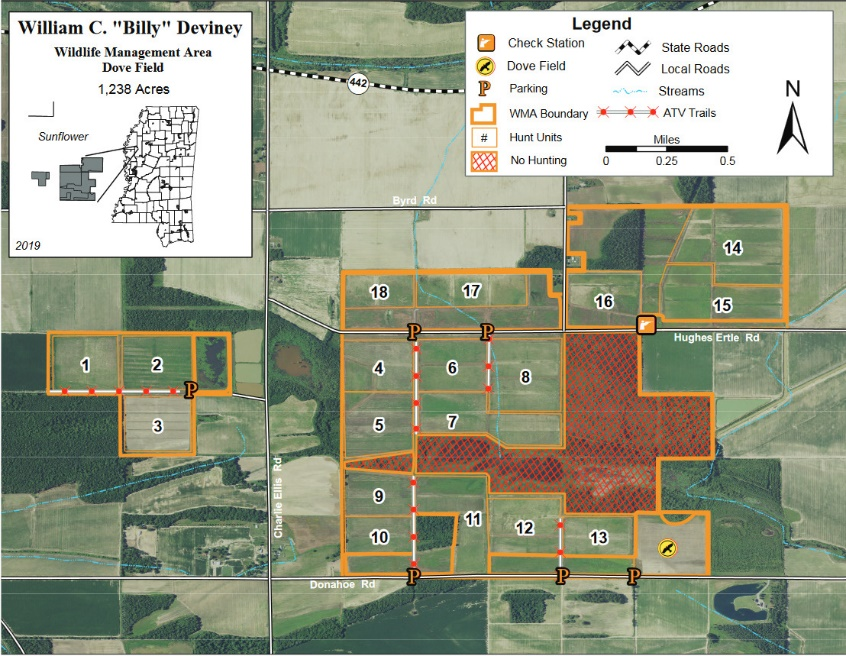 William C. "Billy" Deviney
Wildlife Management Area
Dove Field
1,238 Acres
Sunflower
2019
Legend
Check Station
Dove Field
P Parking
WMA Boundary
# Hunt Units
No Hunting
State Roads
Local Roads
Streams
ATV Trails
Miles
0 0.25 0.5
N
442
Byrd Rd
14
18 17 16 15
P P
Hughes Ertle Rd
1 2 4 6 8
P
3 5 7
Charlie Ellis Rd
9
11
10 12 13
Donahoe Rd
P P P